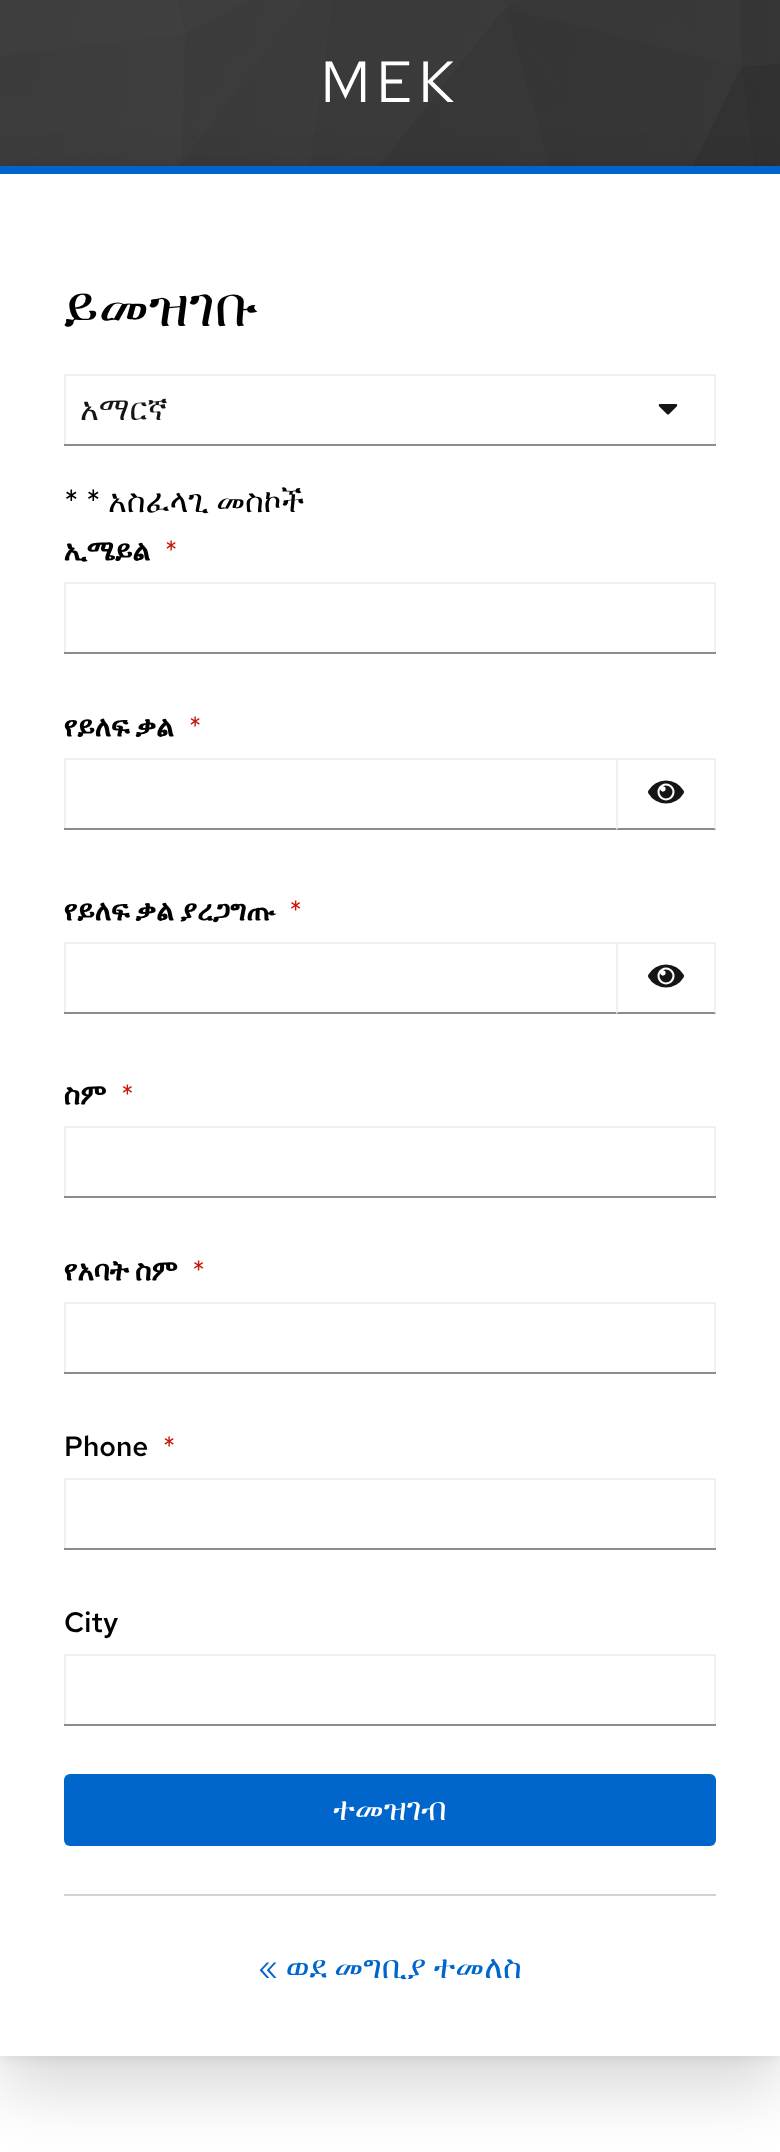 MEK
ይመዝገቡ
አማርኛ
* * አስፈላጊ መስኮች
ኢሜይል *
የይለፍ ቃል *
የይለፍ ቃል ያረጋግጡ *
ስም *
የአባት ስም *
Phone *
City
ተመዝገብ
« ወደ መግቢያ ተመለስ